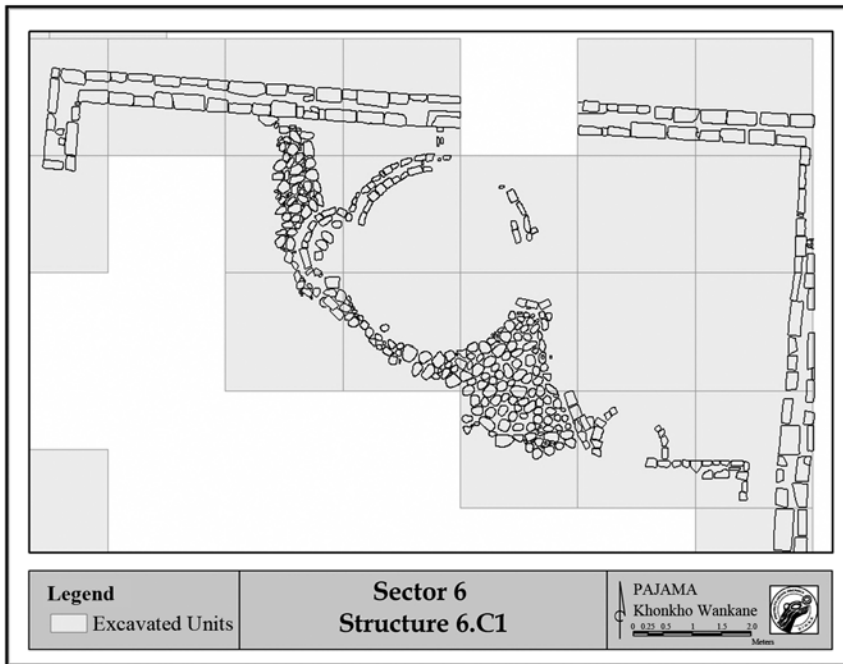 Legend
Excavated Units
Sector 6
Structure 6.C1
PAJAMA
Khonkho Wankane
0 0.25 0.5 1 1.5 2.0
Meters